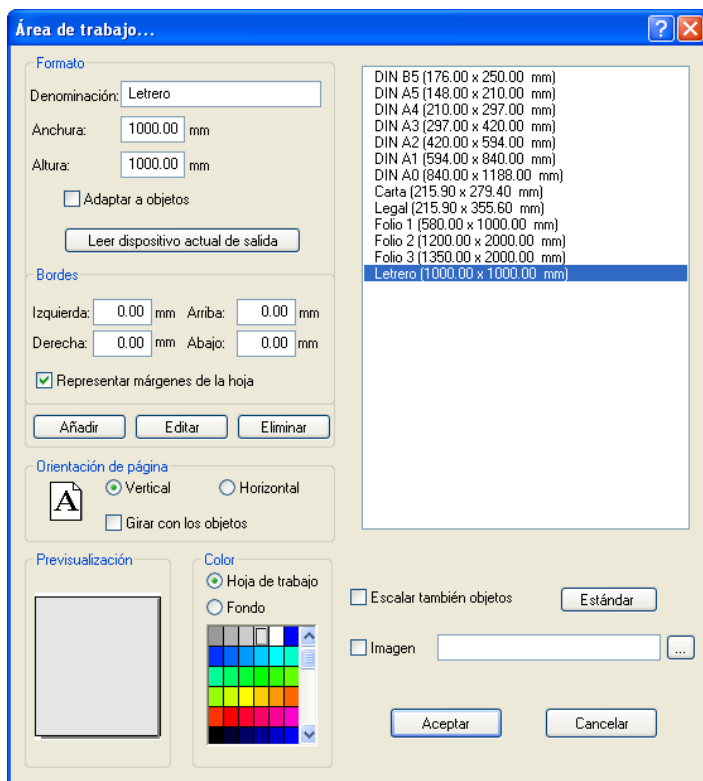 Área de trabajo...
Formato
Denominación: Letrero
Anchura: 1000.00 mm
Altura: 1000.00 mm
Adaptar a objetos
Leer dispositivo actual de salida
Bordes
Izquierda: 0.00 mm Arriba: 0.00 mm
Derecha: 0.00 mm Abajo: 0.00 mm
Representar márgenes de la hoja
Añadir Editar Eliminar
Orientación de página
A
Vertical Horizontal
Girar con los objetos
Previsualización
Color
Hoja de trabajo
Fondo
DIN B5 (176.00 x 250.00 mm)
DIN A5 (148.00 x 210.00 mm)
DIN A4 (210.00 x 297.00 mm)
DIN A3 (297.00 x 420.00 mm)
DIN A2 (420.00 x 594.00 mm)
DIN A1 (594.00 x 840.00 mm)
DIN A0 (840.00 x 1188.00 mm)
Carta (215.90 x 279.40 mm)
Legal (215.90 x 355.60 mm)
Folio 1 (580.00 x 1000.00 mm)
Folio 2 (1200.00 x 2000.00 mm)
Folio 3 (1350.00 x 2000.00 mm)
Letrero (1000.00 x 1000.00 mm)
Escalar también objetos Estándar
Imagen ...
Aceptar Cancelar